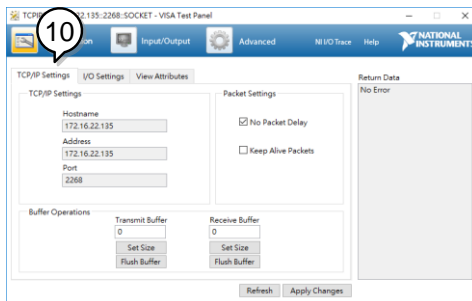 TCPIP 2.135::2268::SOCKET - VISA Test Panel
10
on Input/Output Advanced NI I/O Trace Help NATIONAL INSTRUMENTS
TCP/IP Settings I/O Settings View Attributes Return Data
TCP/IP Settings Packet Settings No Error
Hostname
172.16.22.135 No Packet Delay
Address
172.16.22.135 Keep Alive Packets
Port
2268
Buffer Operations
Transmit Buffer Receive Buffer
0 0
Set Size Set Size
Flush Buffer Flush Buffer
Refresh Apply Changes